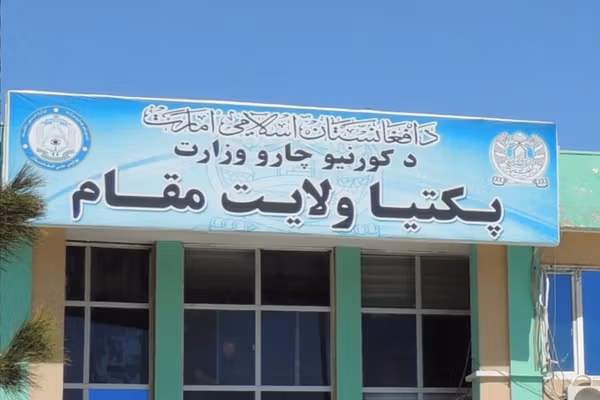 د افغانستان اسلامي امارت
د کورنیو چارو وزارت
پکتیا ولایت مقام